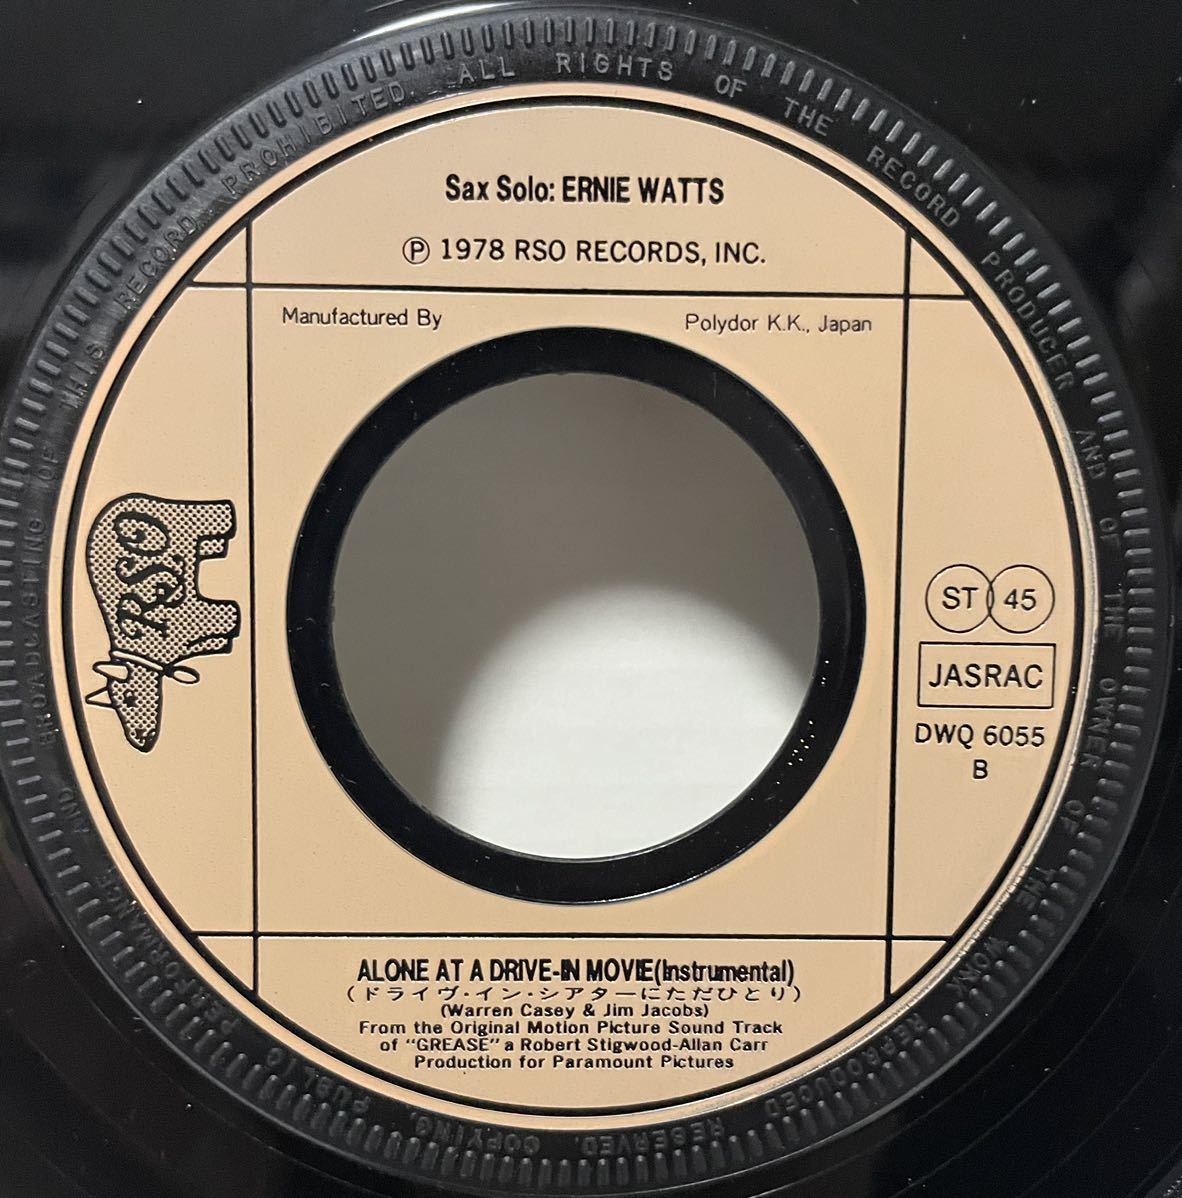 Sax Solo: ERNIE WATTS
Ⓟ 1978 RSO RECORDS, INC.
Manufactured By
Polydor K.K., Japan
RSO
ST 45
JASRAC
DWQ 6055
B
ALONE AT A DRIVE-IN MOVIE(Instrumental)
(ドライヴ・イン・シアターにただひとり)
(Warren Casey & Jim Jacobs)
From the Original Motion Picture Sound Track
of "GREASE" a Robert Stigwood-Allan Carr
Production for Paramount Pictures
ALL RIGHTS OF THE RECORD PRODUCER AND OF THE OWNER OF THE WORK REPRODUCED RESERVED. COPYING, PUBLIC PERFORMANCE AND BROADCASTING OF THIS RECORD PROHIBITED.